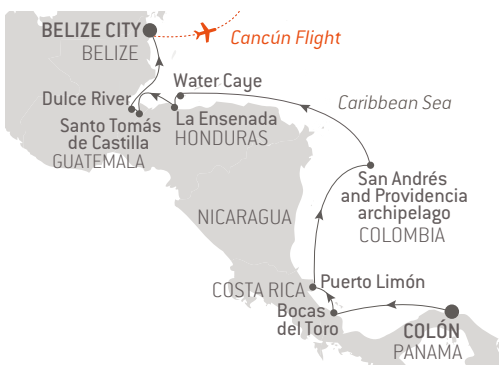 BELIZE CITY
BELIZE
Cancún Flight
Water Caye
Dulce River
Caribbean Sea
Santo Tomás
de Castilla
GUATEMALA
La Ensenada
HONDURAS
San Andrés
and Providencia
archipelago
COLOMBIA
NICARAGUA
COSTA RICA
Puerto Limón
Bocas
del Toro
COLÓN
PANAMA